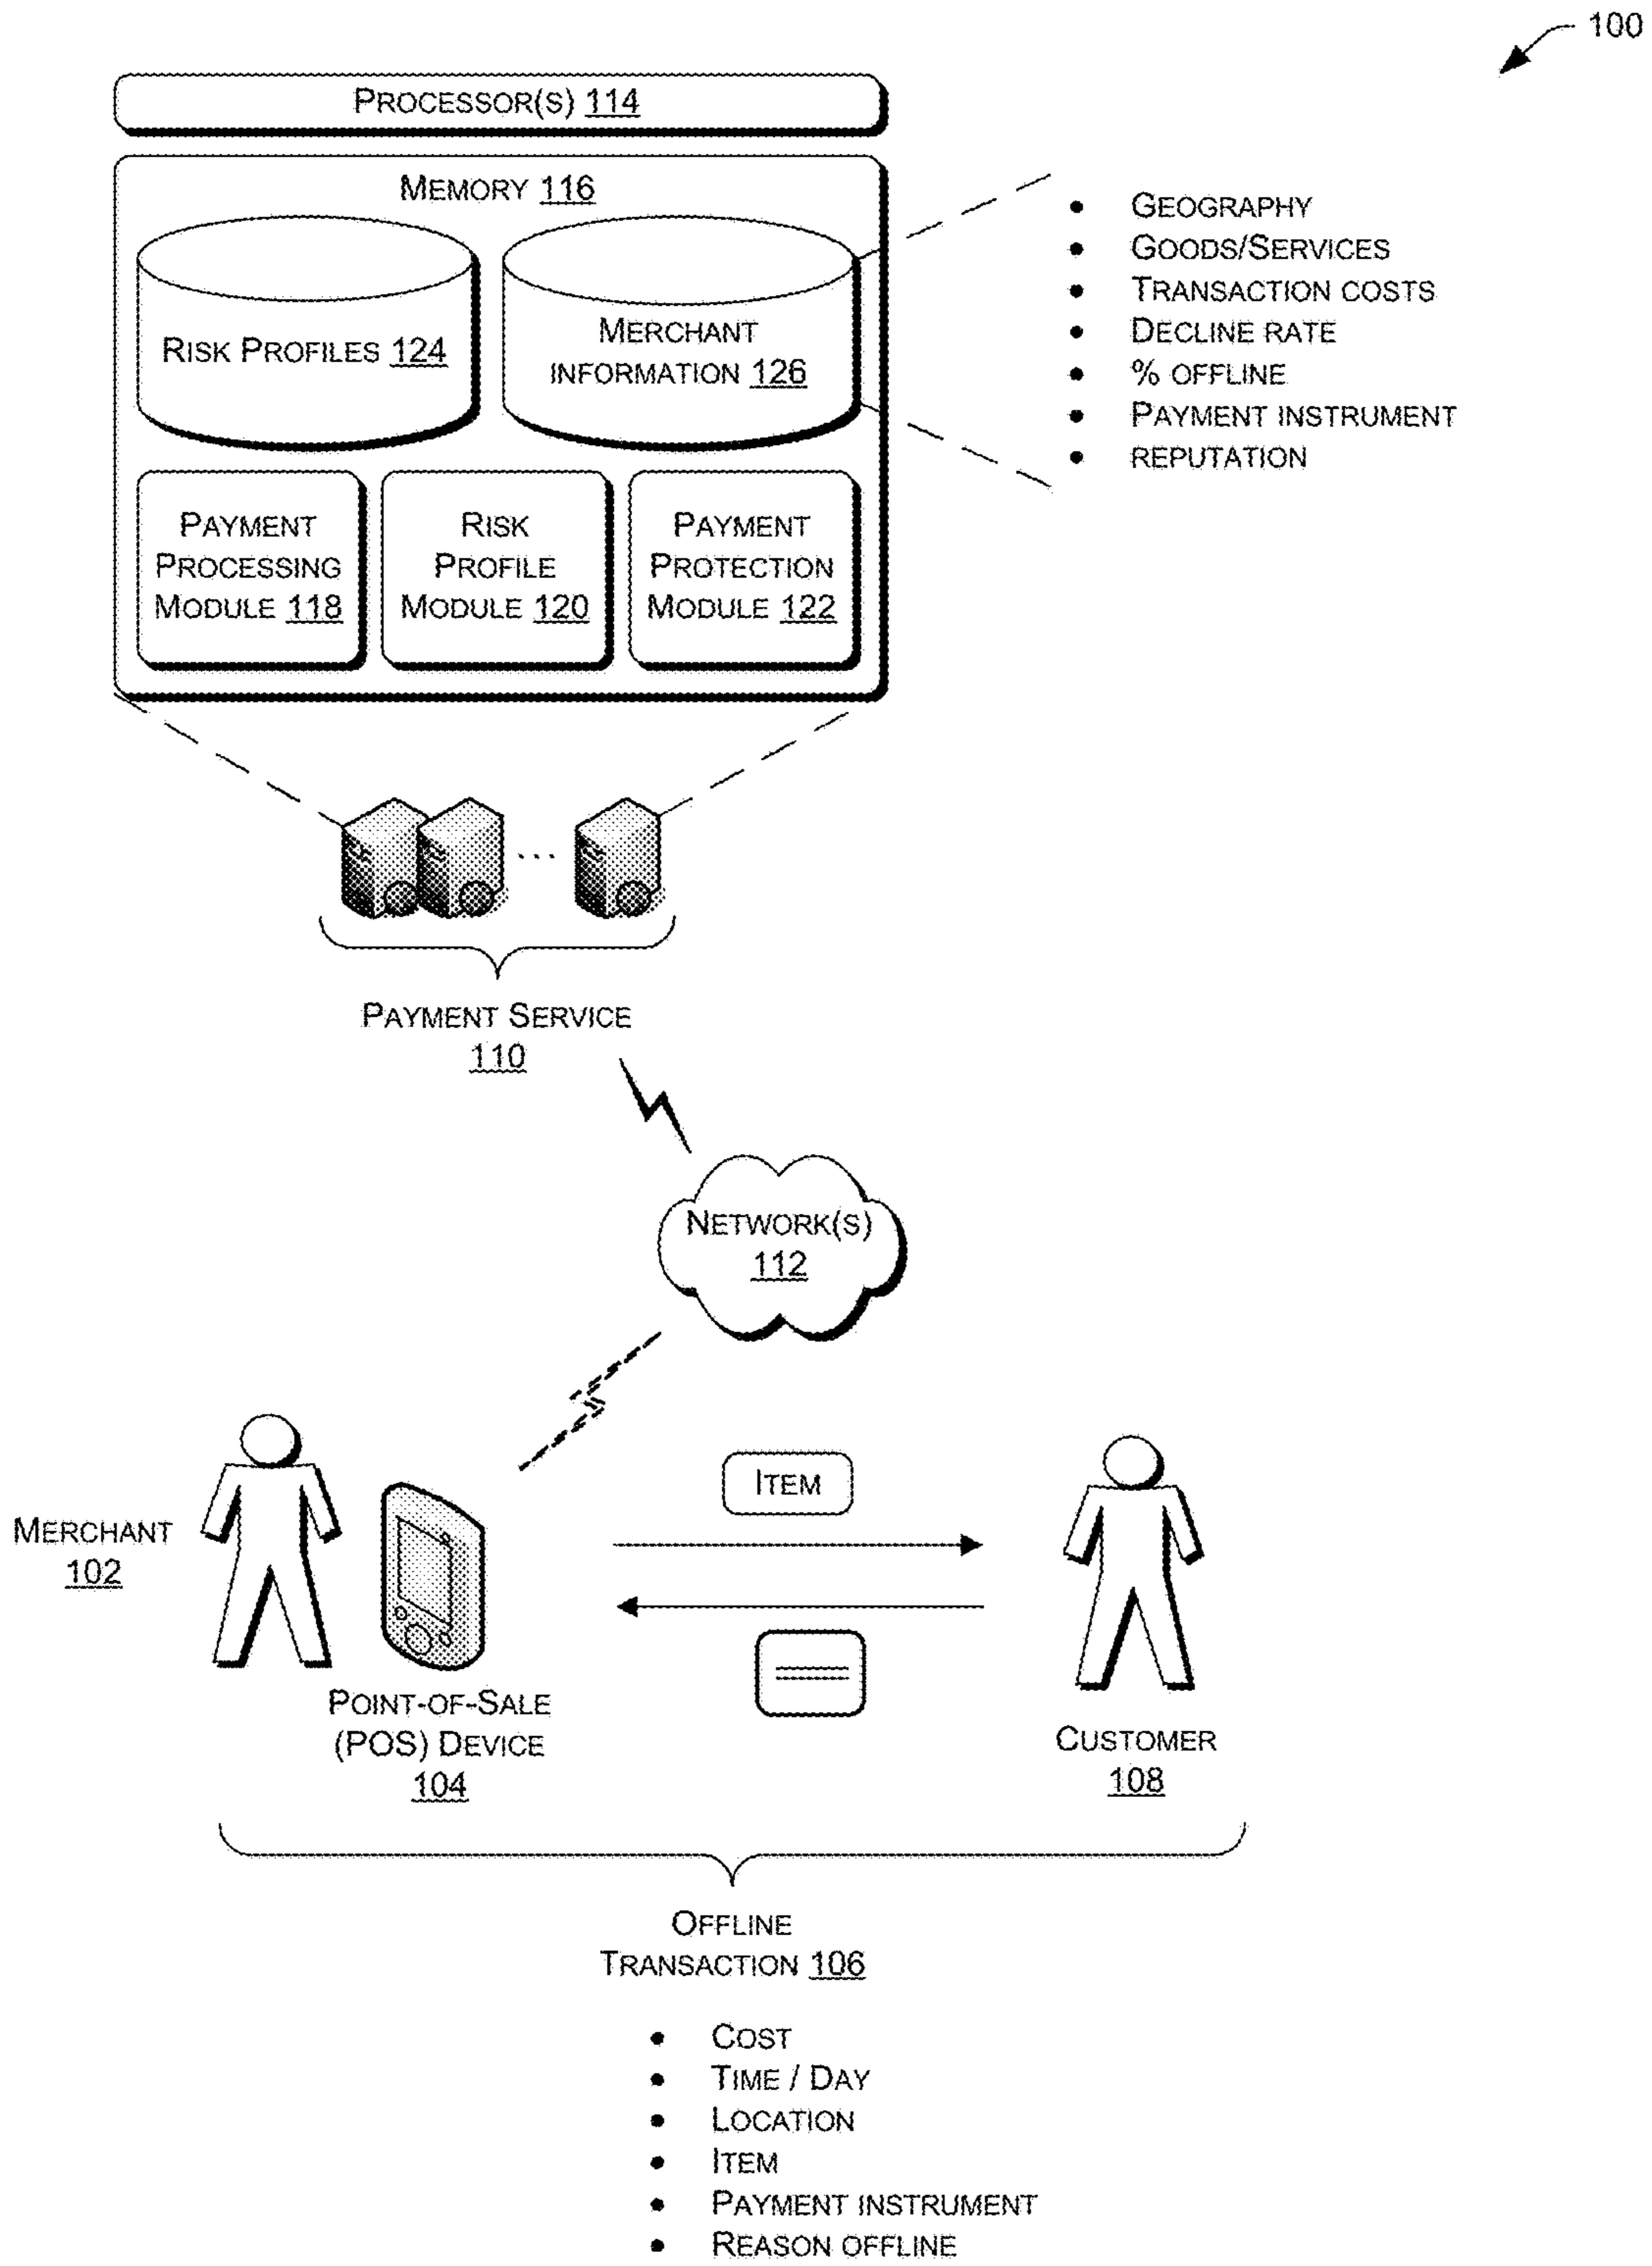 100
PROCESSOR(S) 114
MEMORY 116
RISK PROFILES 124
MERCHANT
INFORMATION 126
• GEOGRAPHY
• GOODS/SERVICES
• TRANSACTION COSTS
• DECLINE RATE
• % OFFLINE
• PAYMENT INSTRUMENT
• REPUTATION
PAYMENT
PROCESSING
MODULE 118
RISK
PROFILE
MODULE 120
PAYMENT
PROTECTION
MODULE 122
...
PAYMENT SERVICE
110
NETWORK(S)
112
ITEM
MERCHANT
102
POINT-OF-SALE
(POS) DEVICE
104
CUSTOMER
108
OFFLINE
TRANSACTION 106
• COST
• TIME / DAY
• LOCATION
• ITEM
• PAYMENT INSTRUMENT
• REASON OFFLINE